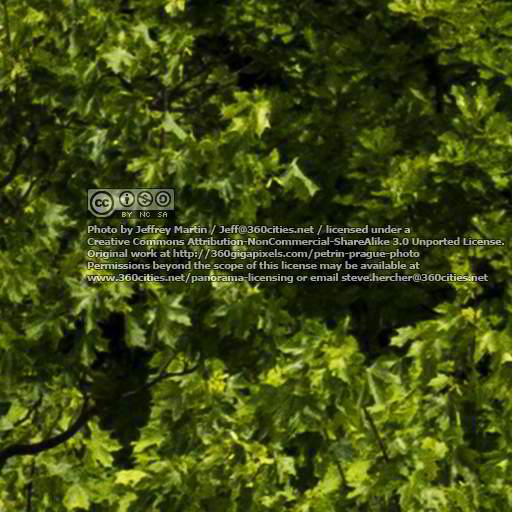 cc BY NC SA
Photo by Jeffrey Martin / Jeff@360cities.net / licensed under a
Creative Commons Attribution-NonCommercial-ShareAlike 3.0 Unported License.
Original work at http://360gigapixels.com/petrin-prague-photo
Permissions beyond the scope of this license may be available at
www.360cities.net/panorama-licensing or email steve.hercher@360cities.net